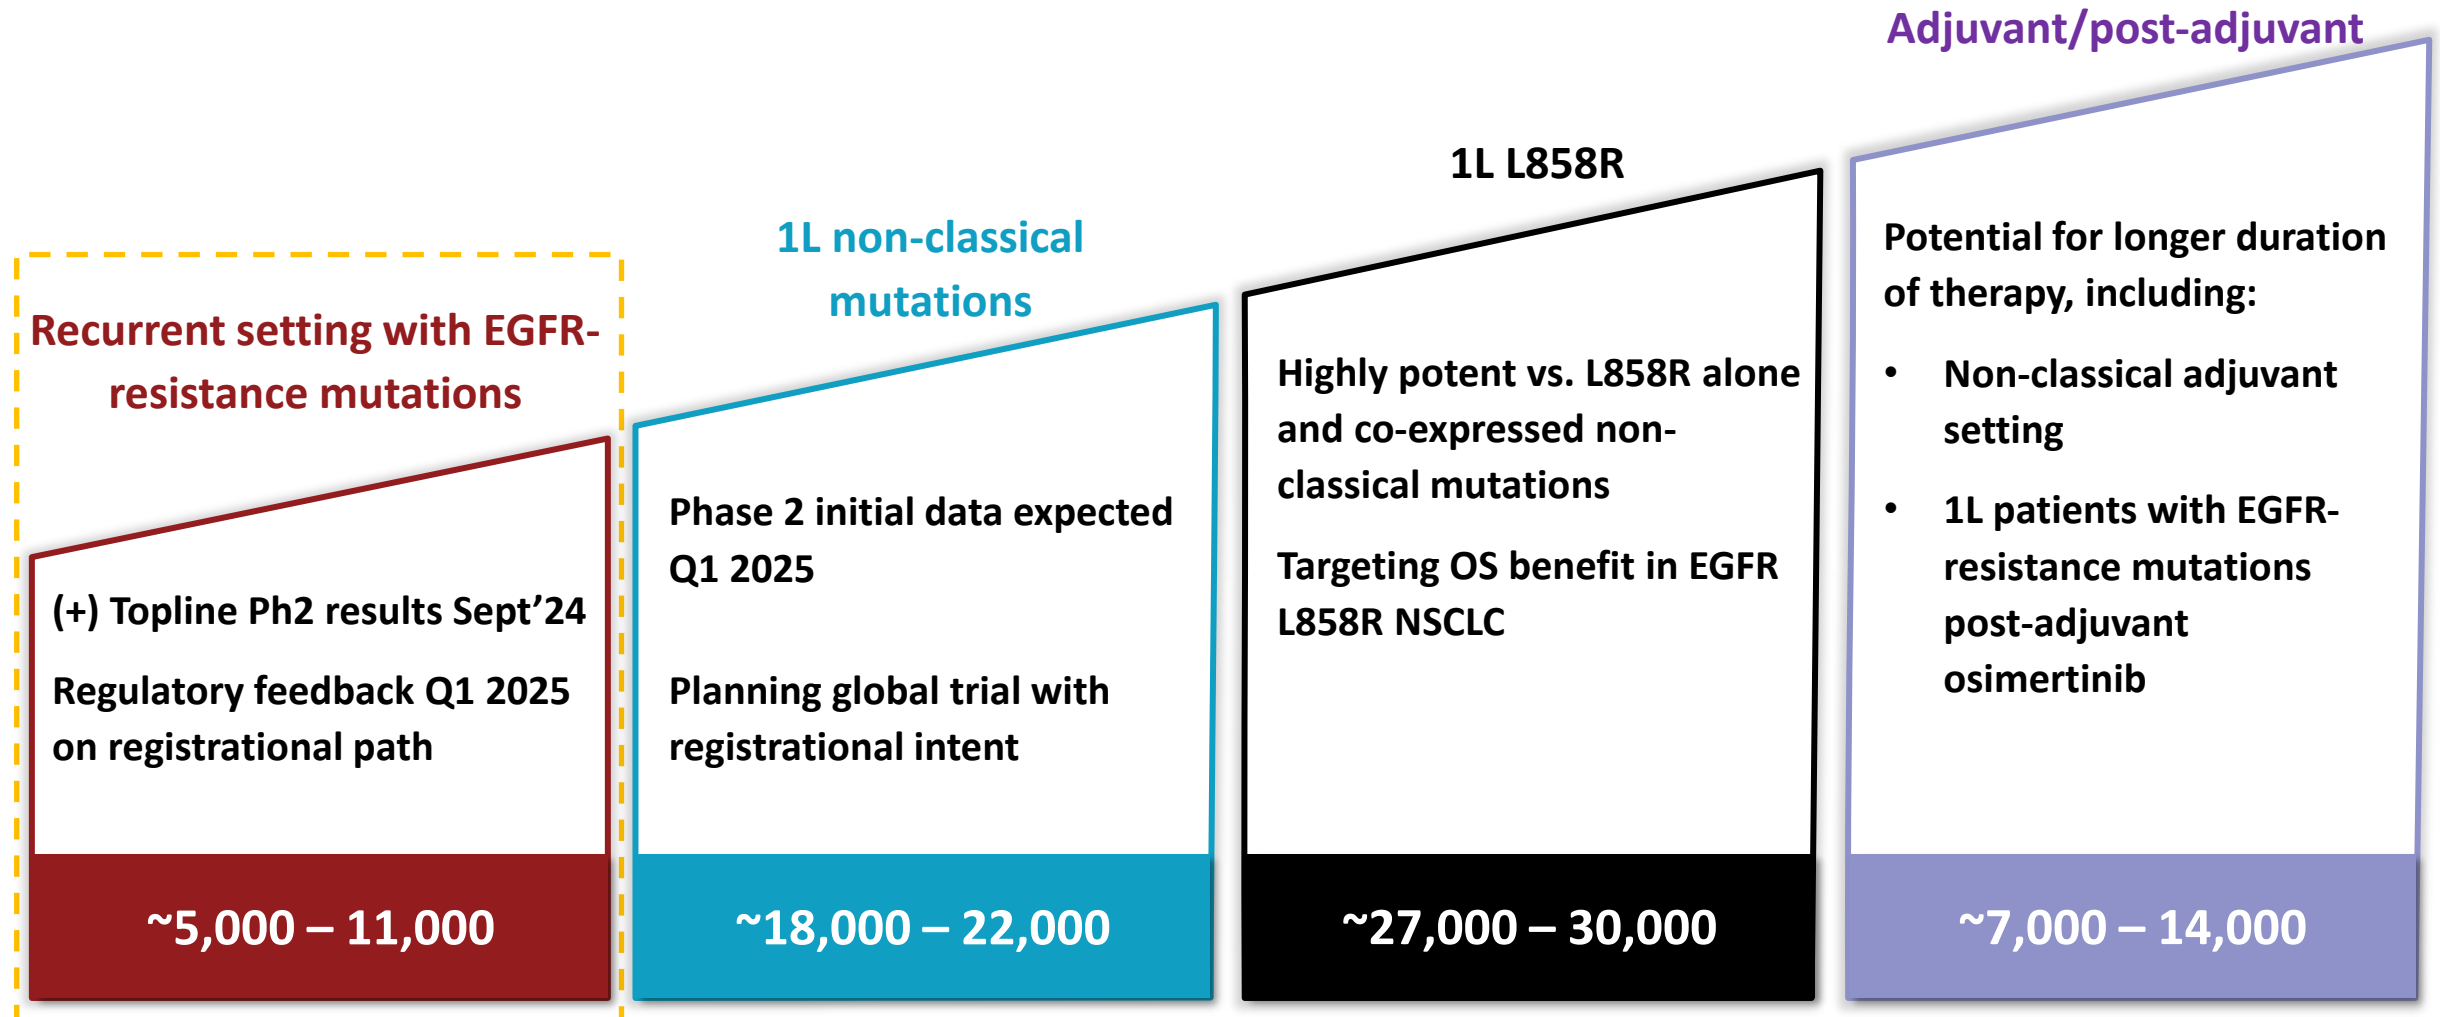 Recurrent setting with EGFR-
resistance mutations
(+) Topline Ph2 results Sept’24
Regulatory feedback Q1 2025
on registrational path
~5,000 – 11,000
1L non-classical
mutations
Phase 2 initial data expected
Q1 2025
Planning global trial with
registrational intent
~18,000 – 22,000
1L L858R
Highly potent vs. L858R alone
and co-expressed non-
classical mutations
Targeting OS benefit in EGFR
L858R NSCLC
~27,000 – 30,000
Adjuvant/post-adjuvant
Potential for longer duration
of therapy, including:
• Non-classical adjuvant
setting
• 1L patients with EGFR-
resistance mutations
post-adjuvant
osimertinib
~7,000 – 14,000